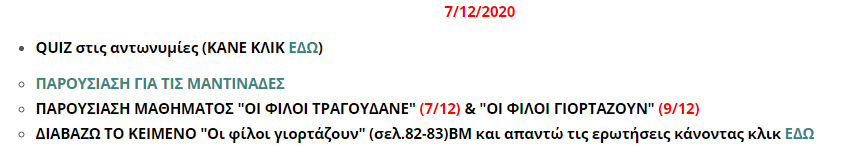 7/12/2020
QUIZ στις αντωνυμίες (ΚΑΝΕ ΚΛΙΚ ΕΔΩ)
ΠΑΡΟΥΣΙΑΣΗ ΓΙΑ ΤΙΣ ΜΑΝΤΙΝΑΔΕΣ
ΠΑΡΟΥΣΙΑΣΗ ΜΑΘΗΜΑΤΟΣ "ΟΙ ΦΙΛΟΙ ΤΡΑΓΟΥΔΑΝΕ" (7/12) & "ΟΙ ΦΙΛΟΙ ΓΙΟΡΤΑΖΟΥΝ" (9/12)
ΔΙΑΒΑΖΩ ΤΟ ΚΕΙΜΕΝΟ "Οι φίλοι γιορτάζουν" (σελ.82-83)ΒΜ και απαντώ τις ερωτήσεις κάνοντας κλικ ΕΔΩ